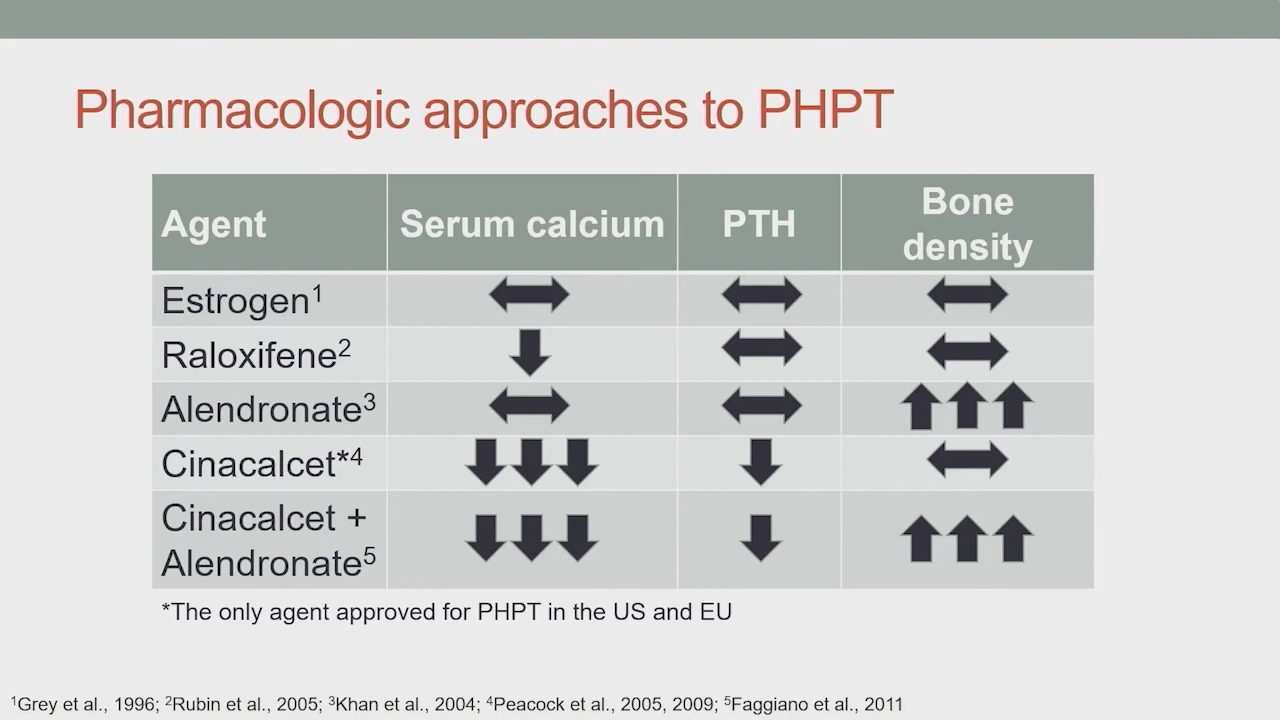 Pharmacologic approaches to PHPT
Agent Serum calcium PTH Bone density
Estrogen1
Raloxifene2
Alendronate3
Cinacalcet*4
Cinacalcet +
Alendronate5
*The only agent approved for PHPT in the US and EU
1Grey et al., 1996; 2Rubin et al., 2005; 3Khan et al., 2004; 4Peacock et al., 2005, 2009; 5Faggiano et al., 2011